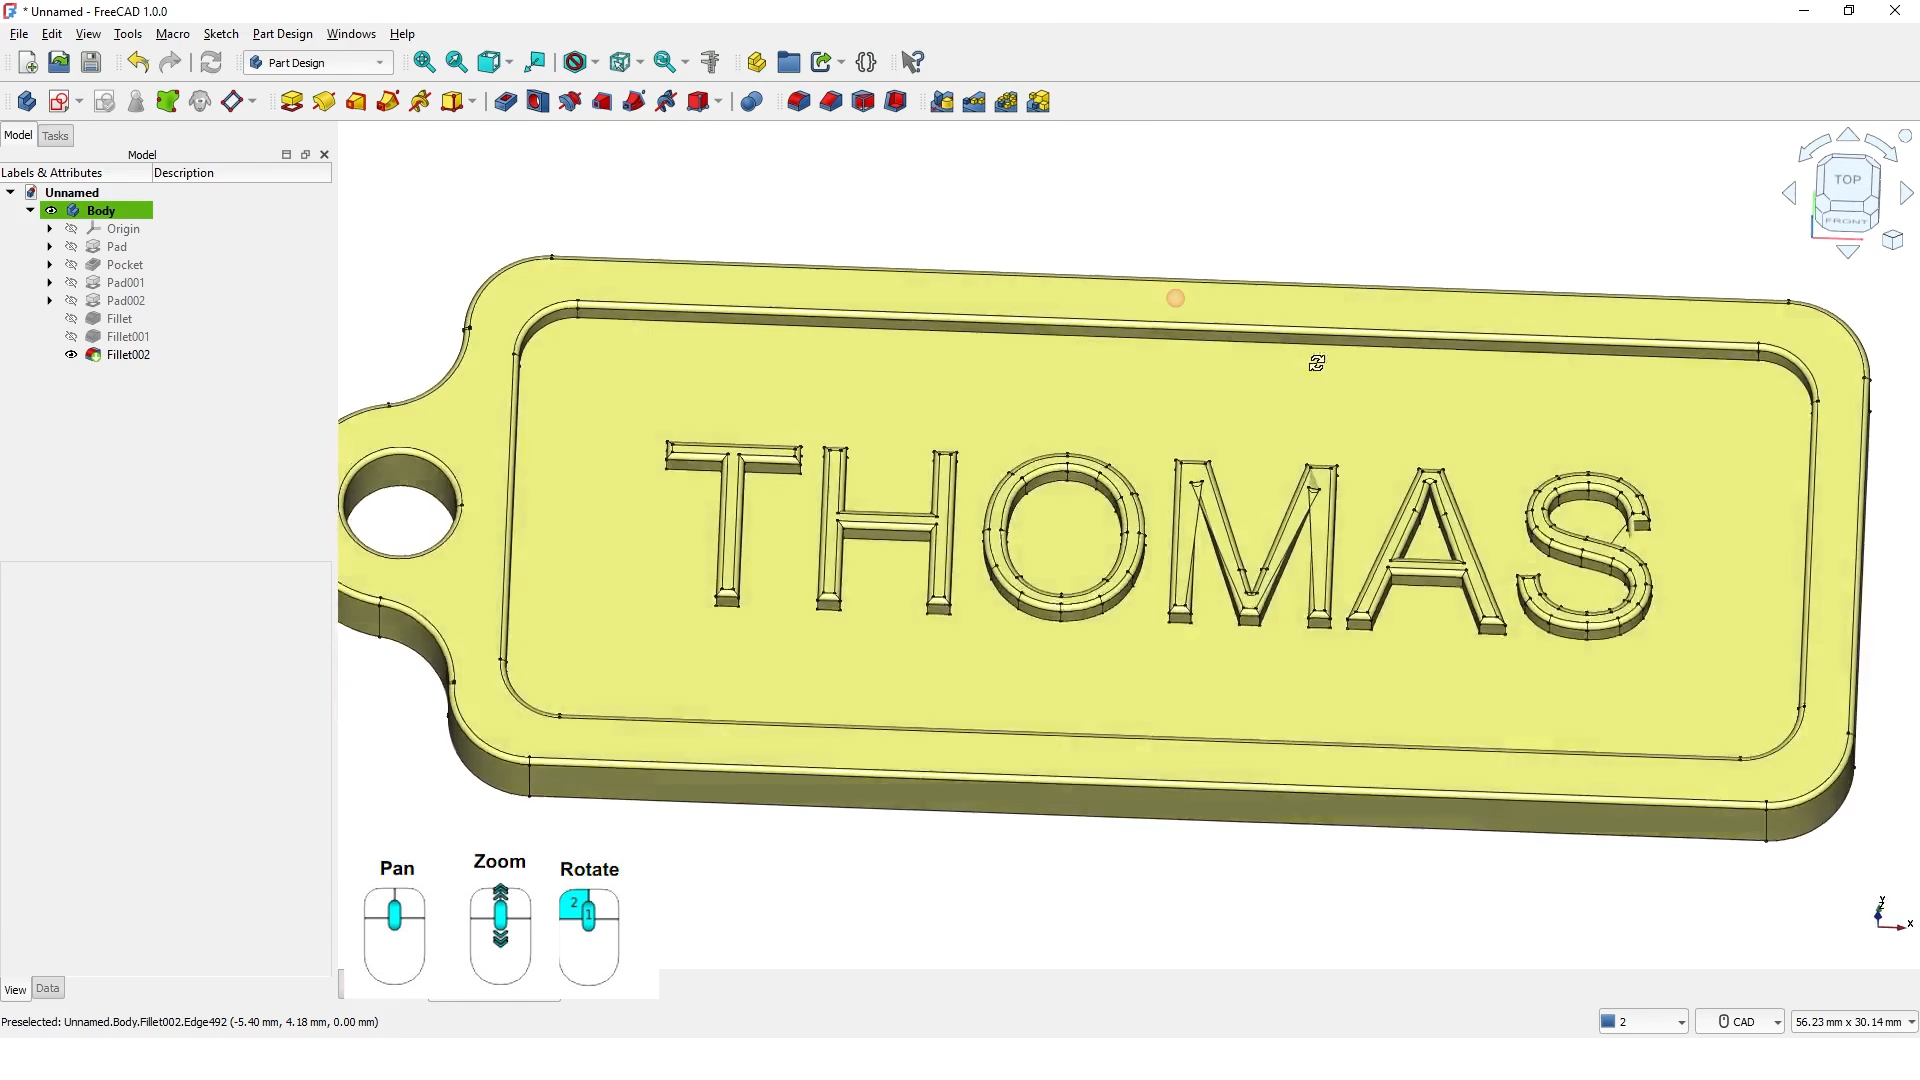 * Unnamed - FreeCAD 1.0.0
File Edit View Tools Macro Sketch Part Design Windows Help
Part Design
Model Tasks
Model
Labels & Attributes Description
Unnamed
Body
Origin
Pad
Pocket
Pad001
Pad002
Fillet
Fillet001
Fillet002
TOP
FRONT
THOMAS
Pan Zoom Rotate
2 1
z
y
x
View Data
Preselected: Unnamed.Body.Fillet002.Edge492 (-5.40 mm, 4.18 mm, 0.00 mm)
2 CAD 56.23 mm x 30.14 mm